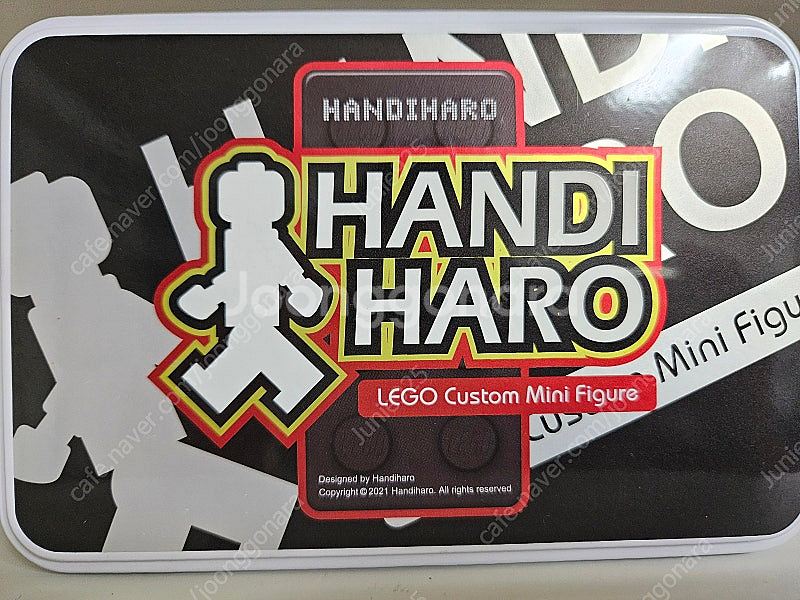 HANDIHARO
HANDI
HARO
LEGO Custom Mini Figure
Mini Figu
Designed by Handiharo
Copyright © 2021 Handiharo. All rights reserved
Joonggonara
cafe.naver.com/joonggonara